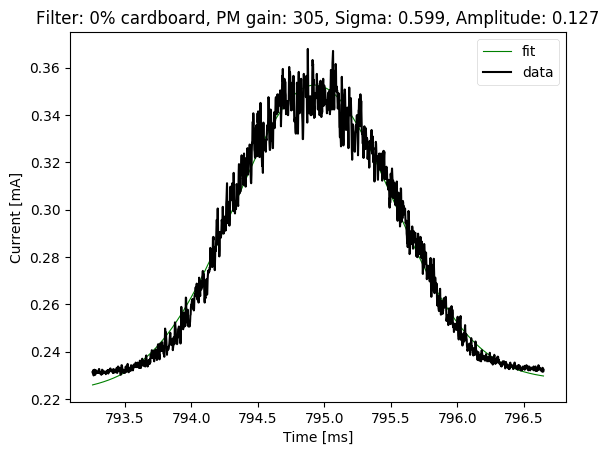 Filter: 0% cardboard, PM gain: 305, Sigma: 0.599, Amplitude: 0.127
fit
data
0.36
0.34
0.32
0.30
0.28
0.26
0.24
0.22
Current [mA]
793.5 794.0 794.5 795.0 795.5 796.0 796.5
Time [ms]